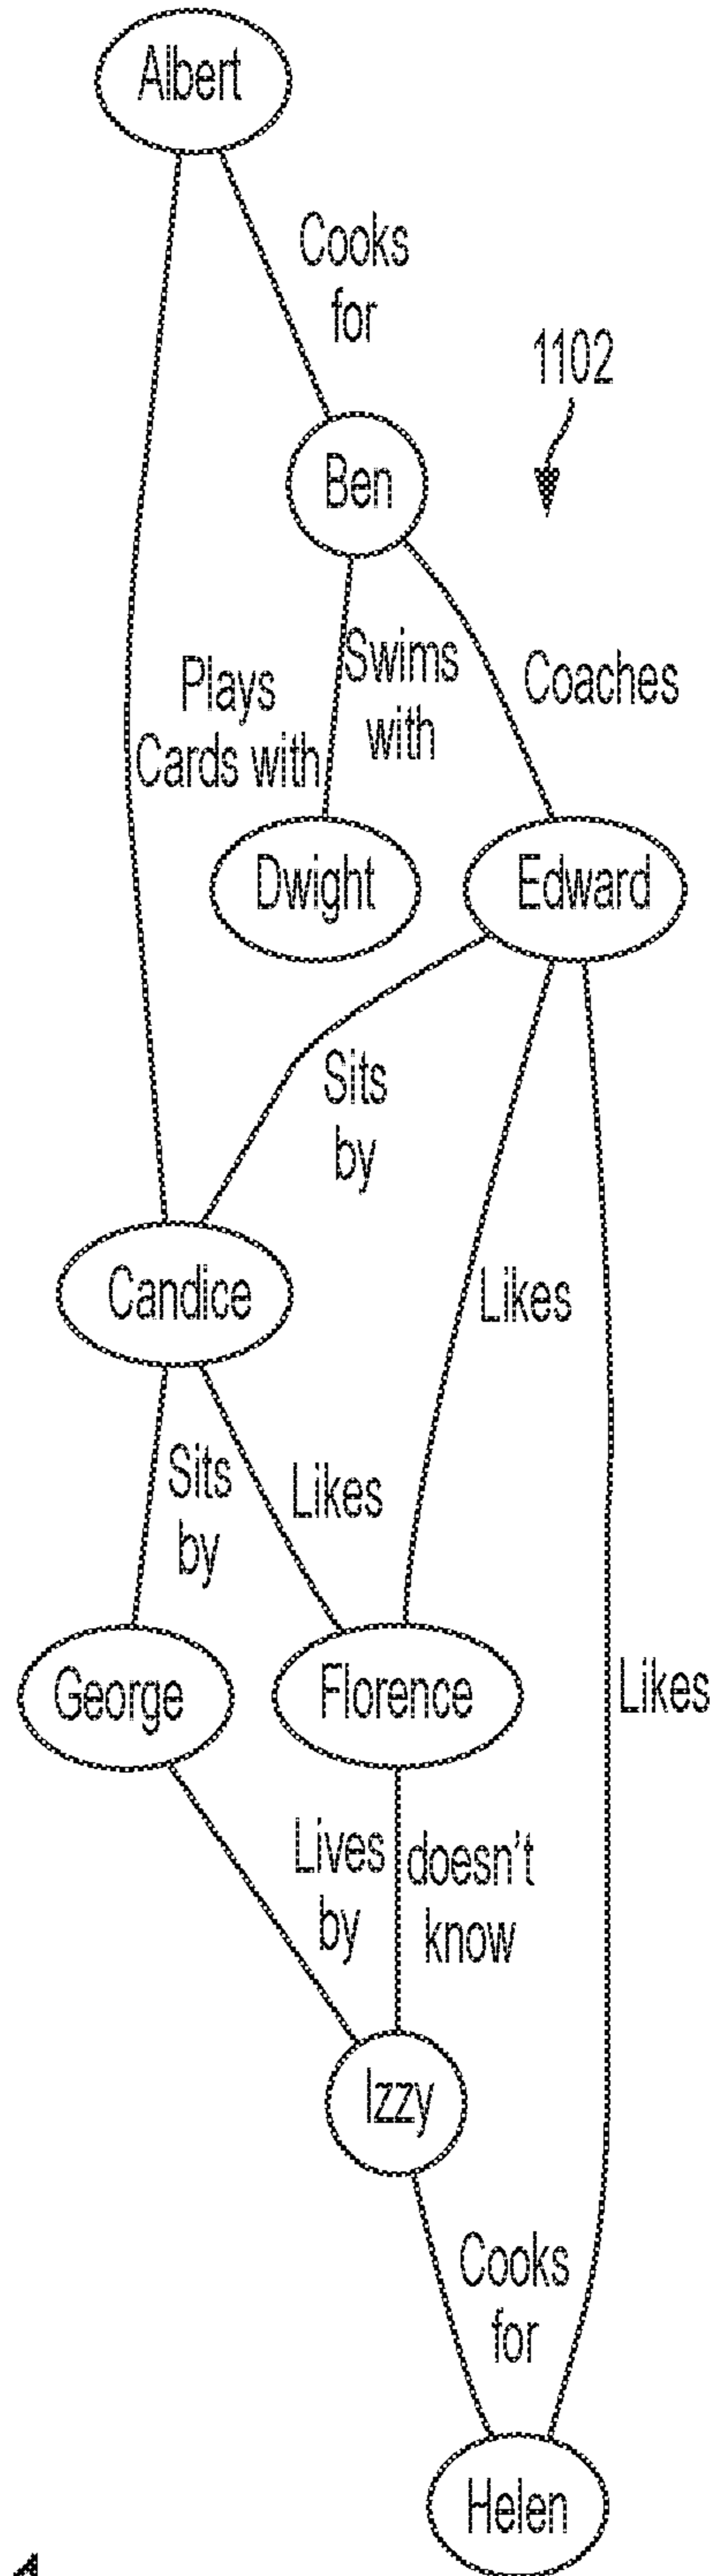 Albert
Cooks
for
1102
Ben
Swims
with
Coaches
Plays
Cards with
Dwight
Edward
Sits
by
Candice
Likes
Sits
by
Likes
George
Florence
Likes
Lives
by
doesn't
know
Izzy
Cooks
for
Helen